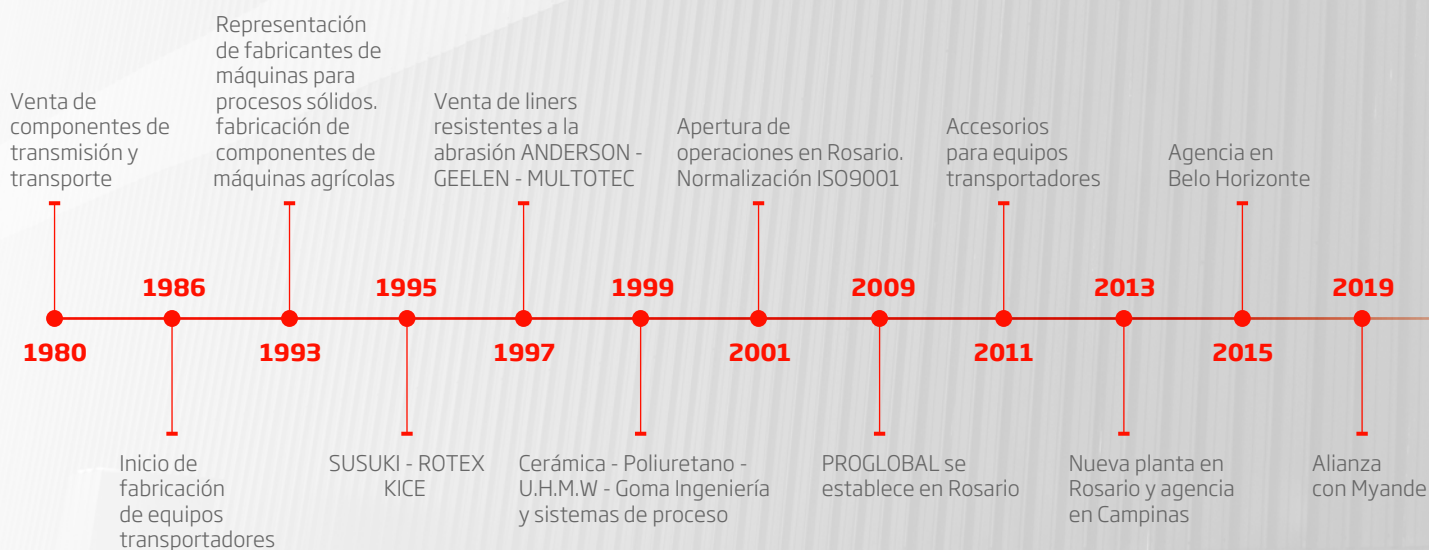 Venta de
componentes de
transmisión y
transporte
1980
1986
Inicio de
fabricación
de equipos
transportadores
Representación
de fabricantes de
máquinas para
procesos sólidos.
fabricación de
componentes de
máquinas agrícolas
1993
1995
SUSUKI - ROTEX
KICE
Venta de liners
resistentes a la
abrasión ANDERSON -
GEELEN - MULTOTEC
1997
1999
Cerámica - Poliuretano -
U.H.M.W - Goma Ingeniería
y sistemas de proceso
Apertura de
operaciones en Rosario.
Normalización ISO9001
2001
2009
PROGLOBAL se
establece en Rosario
Accesorios
para equipos
transportadores
2011
2013
Nueva planta en
Rosario y agencia
en Campinas
Agencia en
Belo Horizonte
2015
2019
Alianza
con Myande